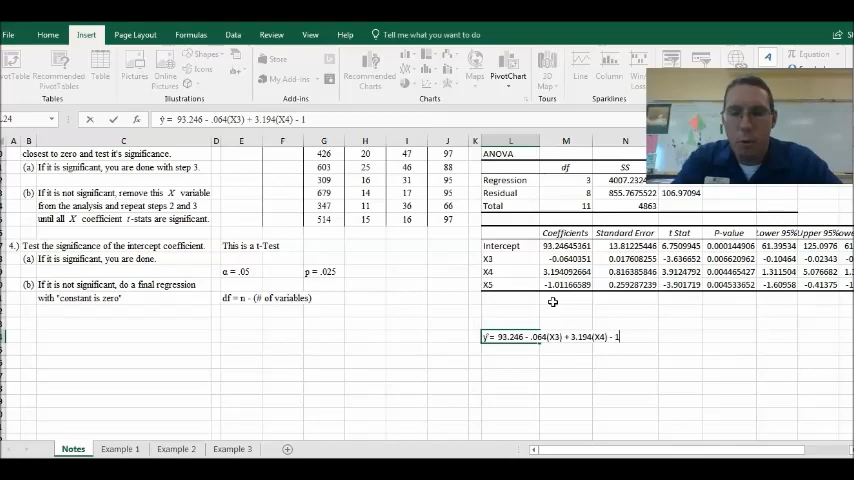 File Home Insert Page Layout Formulas Data Review View Help Tell me what you want to do
PivotTable Recommended PivotTables Table Pictures Online Pictures Shapes Icons Store My Add-ins Recommended Charts Maps PivotChart 3D Map Line Column Win/Loss Equation
Tables Illustrations Add-ins Charts Tours Sparklines
L24 fx ŷ = 93.246 - .064(X3) + 3.194(X4) - 1
A B C D E F G H I J K L M N
closest to zero and test it's significance. 426 20 47 97 ANOVA
(a) If it is significant, you are done with step 3. 603 25 46 88 df SS
309 16 31 95 Regression 3
(b) If it is not significant, remove this X variable 679 14 17 95 Residual 8 855.7675522 106.97094
from the analysis and repeat steps 2 and 3 347 11 36 66 Total 11 4863
until all X coefficient t-stats are significant. 514 15 16 97
Coefficients Standard Error t Stat P-value Lower 95% Upper 95%
4.) Test the significance of the intercept coefficient. This is a t-Test Intercept 93.24645361 13.81225446 6.7509945 0.000144906 61.39534 125.0976
(a) If it is significant, you are done. X3 -0.0640351 0.017608235 -3.636652 0.006620962 -0.10464 -0.02343
α = .05 p = .025 X4 3.194092664 0.816385846 3.9124792 0.004465427 1.311504 5.076682
(b) If it is not significant, do a final regression X5 -1.01166589 0.259287239 -3.901719 0.004533652 -1.60958 -0.41375
with "constant is zero" df = n - (# of variables)
ŷ = 93.246 - .064(X3) + 3.194(X4) - 1
Notes Example 1 Example 2 Example 3